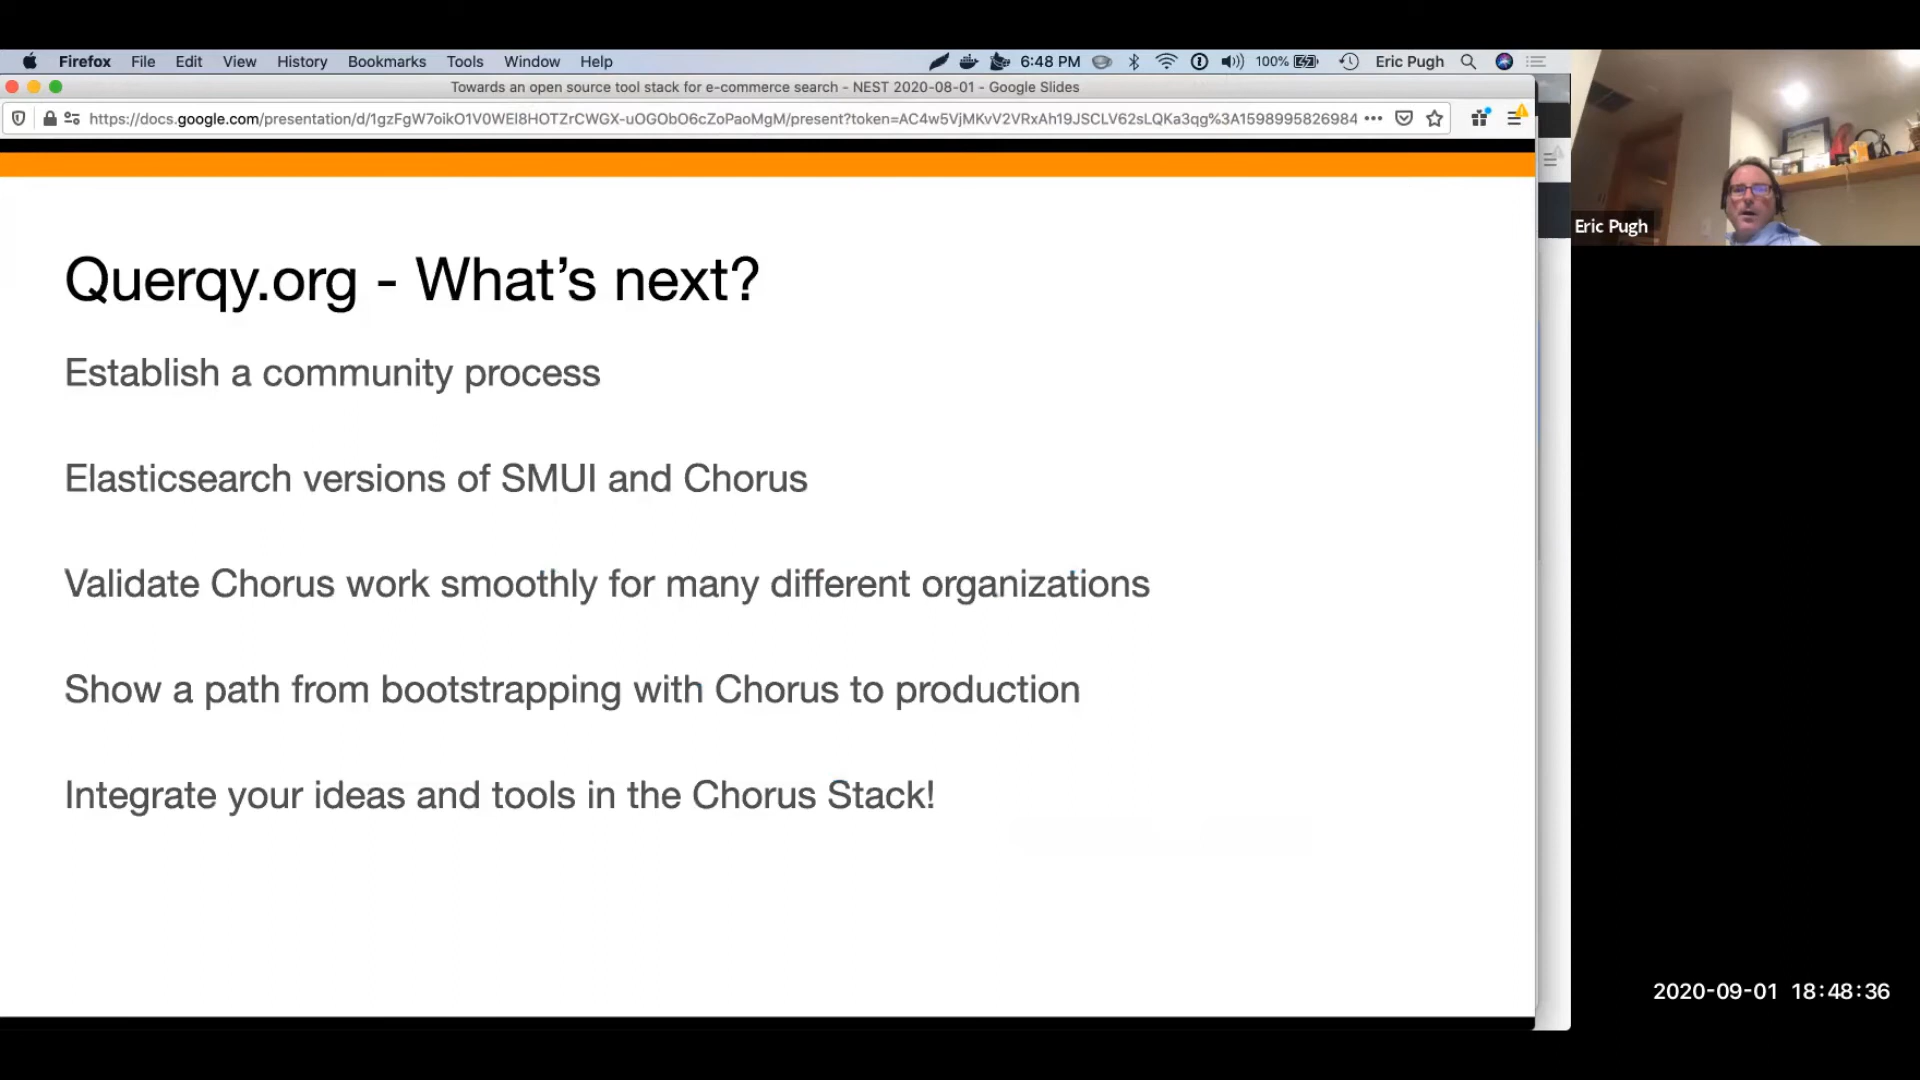 Firefox File Edit View History Bookmarks Tools Window Help 6:48 PM 100% Eric Pugh
Towards an open source tool stack for e-commerce search - NEST 2020-08-01 - Google Slides
https://docs.google.com/presentation/d/1gzFgW7oikO1V0WEl8HOTZrCWGX-uOGObO6cZoPaoMgM/present?token=AC4w5VjMKvV2VRxAh19JSCLV62sLQKa3qg%3A1598995826984
Querqy.org - What's next?
Establish a community process
Elasticsearch versions of SMUI and Chorus
Validate Chorus work smoothly for many different organizations
Show a path from bootstrapping with Chorus to production
Integrate your ideas and tools in the Chorus Stack!
Eric Pugh
2020-09-01 18:48:36